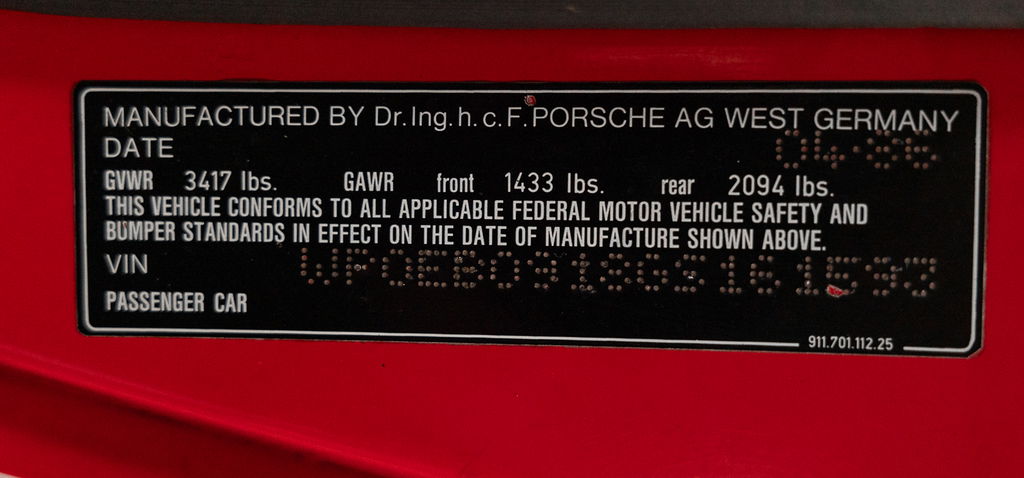 MANUFACTURED BY Dr.Ing.h.c.F.PORSCHE AG WEST GERMANY
DATE 04-86
GVWR 3417 lbs. GAWR front 1433 lbs. rear 2094 lbs.
THIS VEHICLE CONFORMS TO ALL APPLICABLE FEDERAL MOTOR VEHICLE SAFETY AND
BUMPER STANDARDS IN EFFECT ON THE DATE OF MANUFACTURE SHOWN ABOVE.
VIN WP0EB0918GS161593
PASSENGER CAR
911.701.112.25